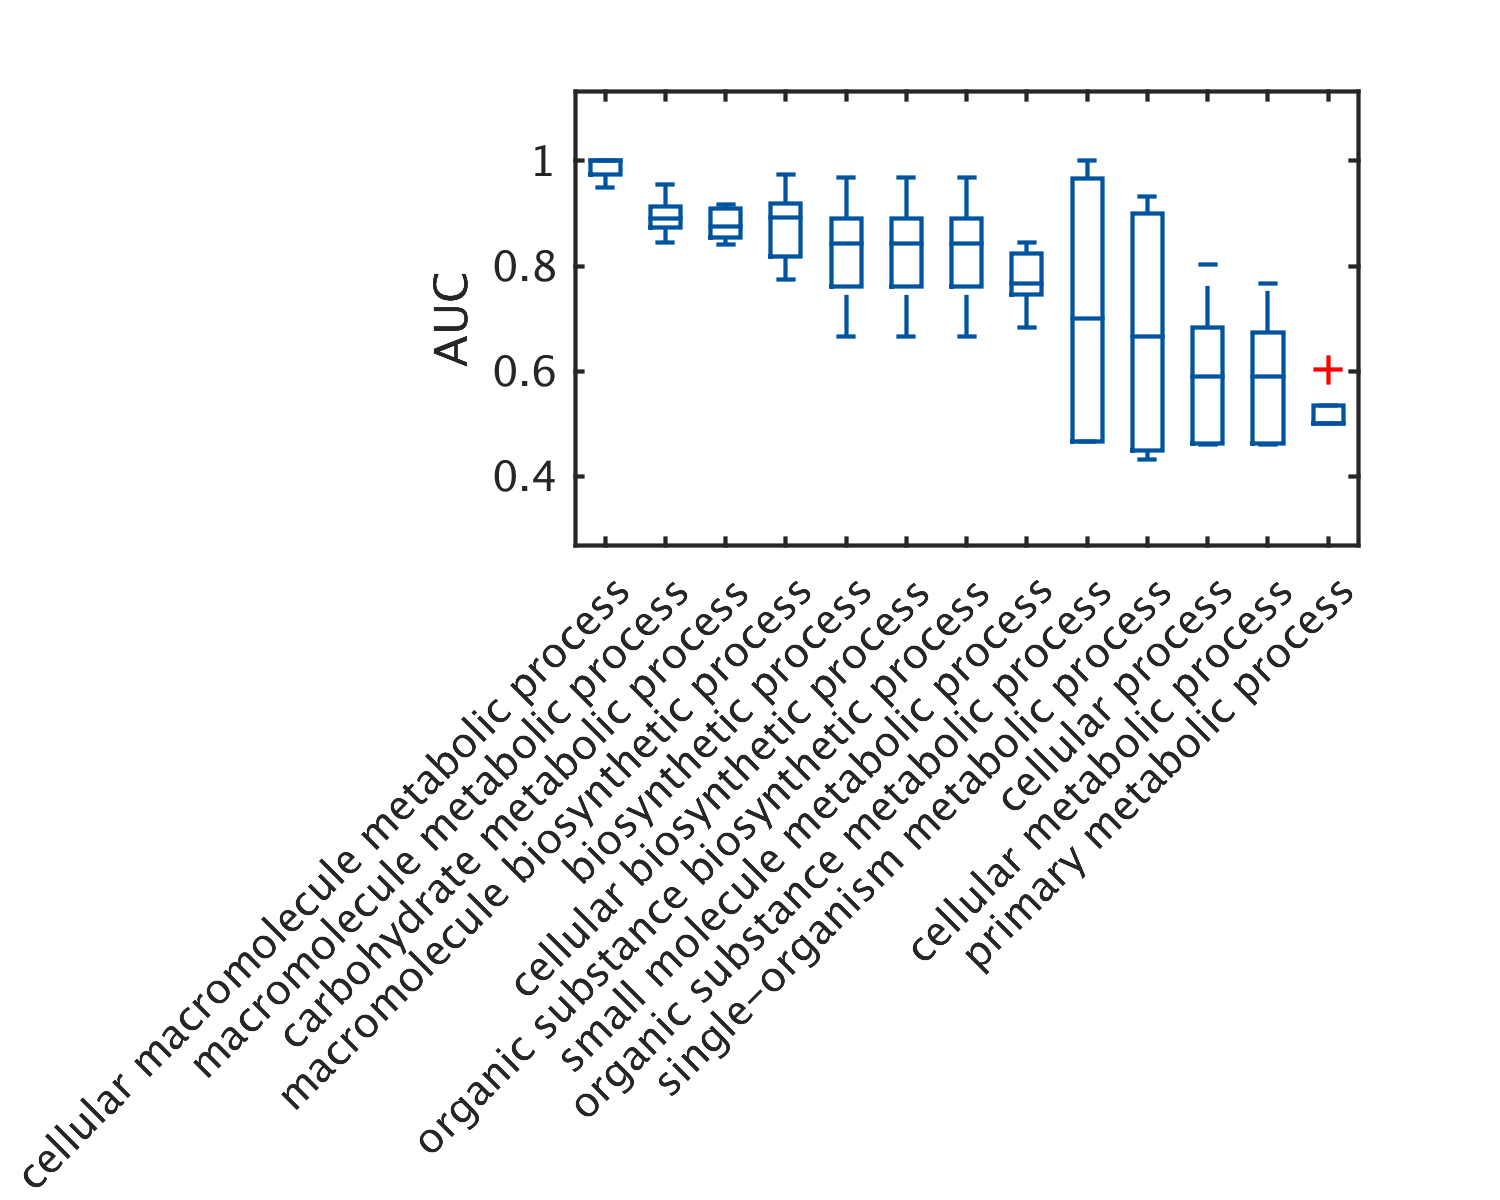 AUC
1
0.8
0.6
0.4
cellular macromolecule metabolic process
macromolecule metabolic process
carbohydrate metabolic process
macromolecule biosynthetic process
biosynthetic process
cellular biosynthetic process
organic substance biosynthetic process
small molecule metabolic process
organic substance metabolic process
single−organism metabolic process
cellular process
cellular metabolic process
primary metabolic process